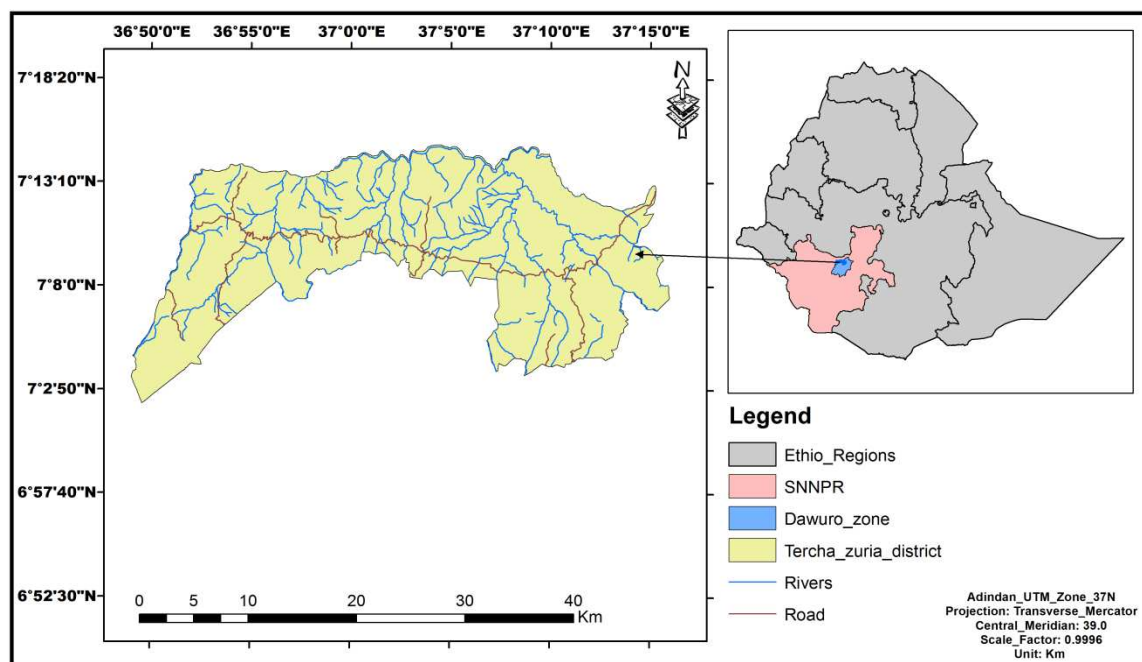 36°50'0"E 36°55'0"E 37°0'0"E 37°5'0"E 37°10'0"E 37°15'0"E
7°18'20"N
7°13'10"N
7°8'0"N
7°2'50"N
6°57'40"N
6°52'30"N
N
0 5 10 20 30 40
Km
Legend
Ethio_Regions
SNNPR
Dawuro_zone
Tercha_zuria_district
Rivers
Road
Adindan_UTM_Zone_37N
Projection: Transverse_Mercator
Central_Meridian: 39.0
Scale_Factor: 0.9996
Unit: Km